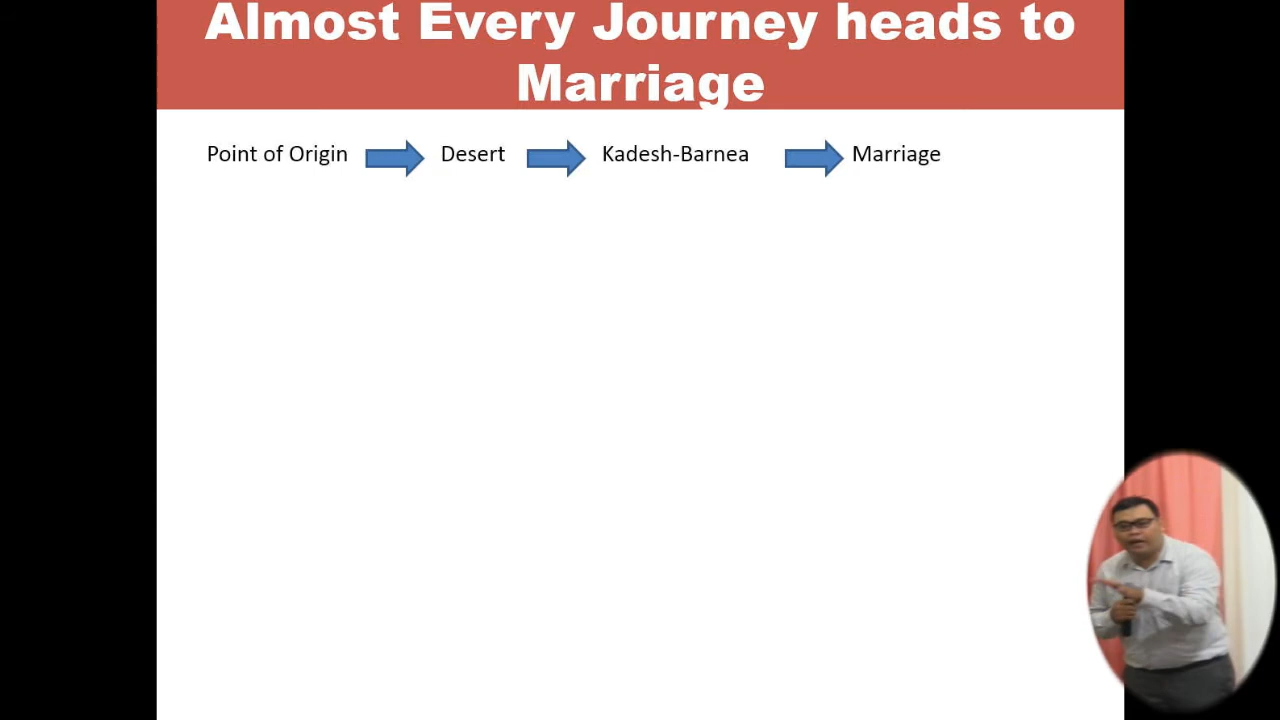 Almost Every Journey heads to
Marriage
Point of Origin Desert Kadesh-Barnea Marriage